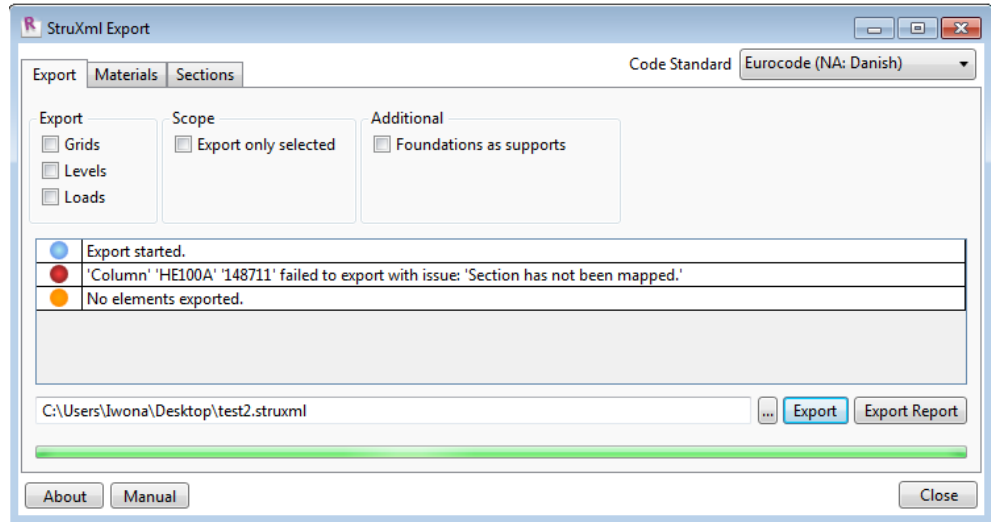 R StruXml Export
Code Standard Eurocode (NA: Danish)
Export Materials Sections
Export Scope Additional
Grids Export only selected Foundations as supports
Levels
Loads
Export started.
'Column' 'HE100A' '148711' failed to export with issue: 'Section has not been mapped.'
No elements exported.
C:\Users\Iwona\Desktop\test2.struxml ... Export Export Report
About Manual Close